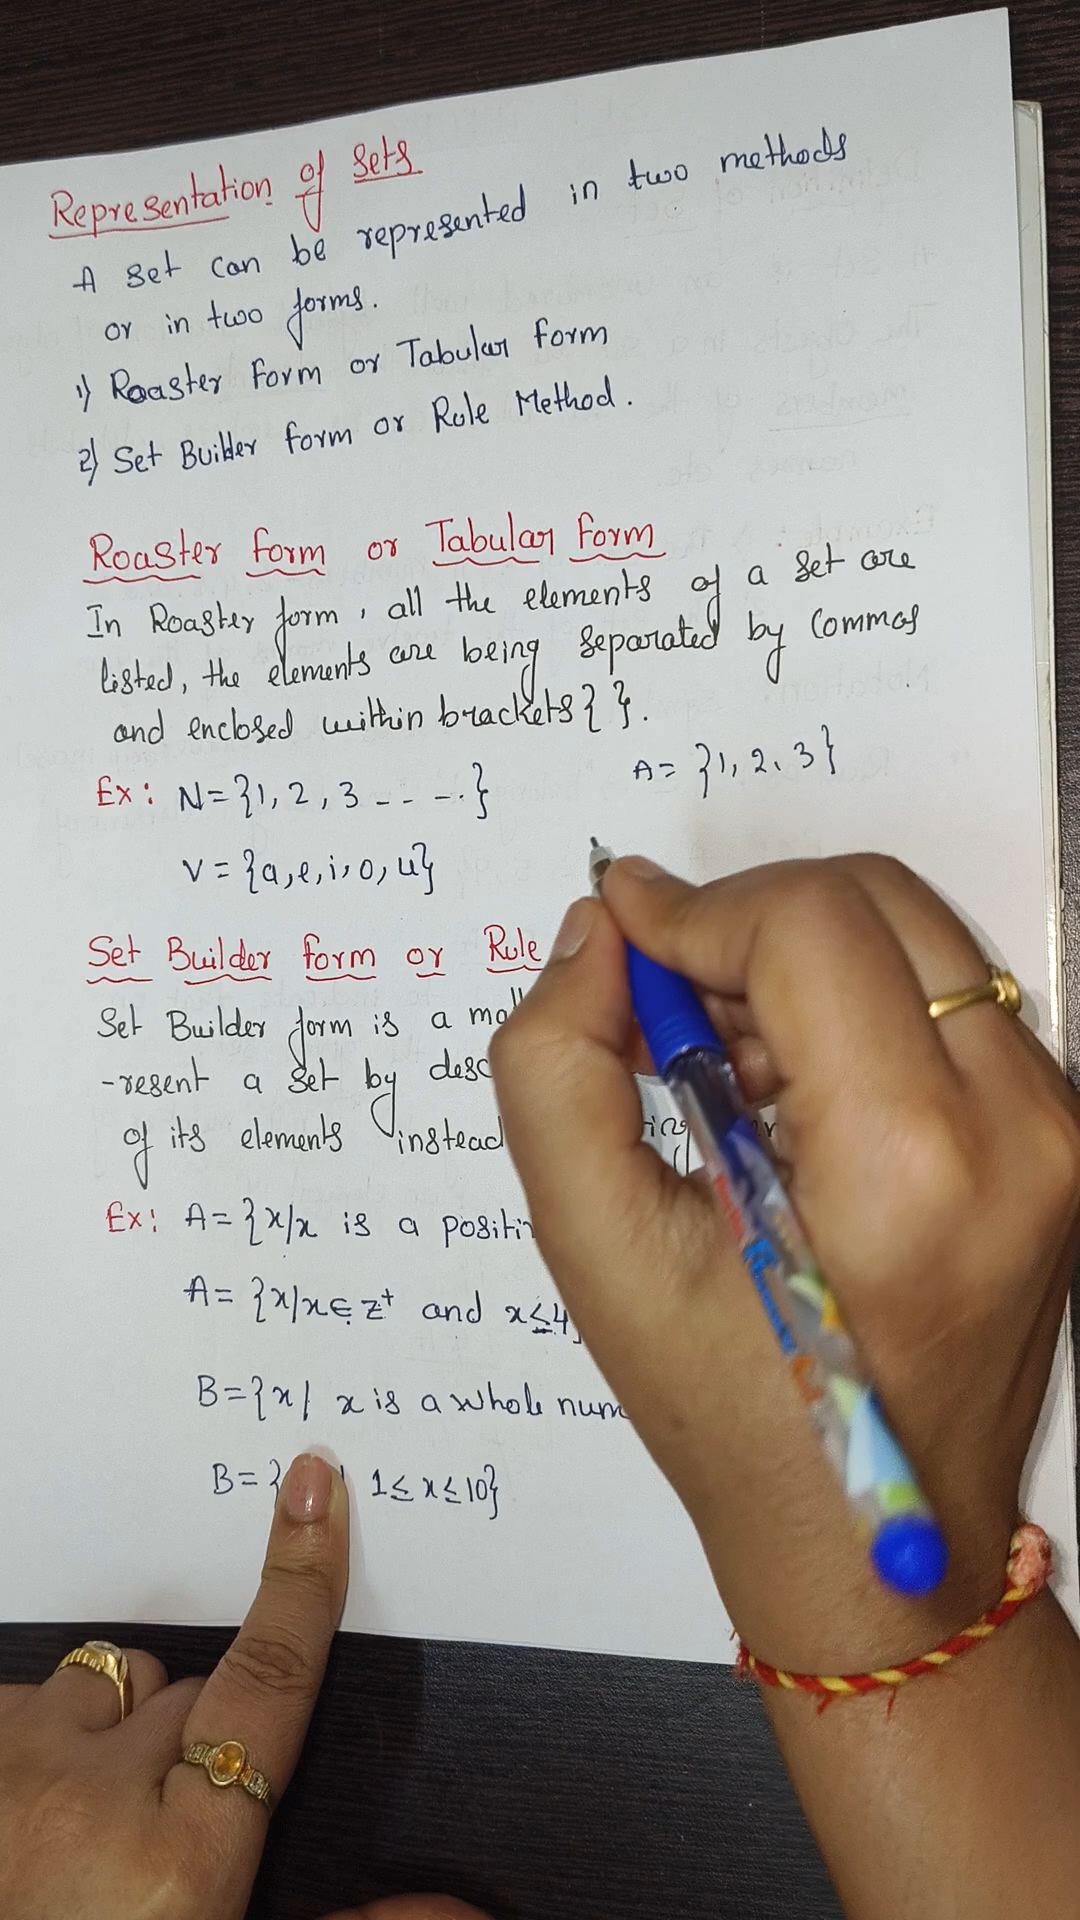 Representation of Sets
A set can be represented in two methods
or in two forms.
1) Roaster Form or Tabular Form
2) Set Builder Form or Rule Method.
Roaster Form or Tabular Form
In Roaster form, all the elements of a set are
listed, the elements are being separated by Commas
and enclosed within brackets { }.
Ex: N = {1, 2, 3 - - -.}
A = {1, 2, 3}
V = {a, e, i, o, u}
Set Builder Form or Rule
Set Builder form is a
-resent a set by
of its elements instead
Ex: A = {x/x is a
A = {x/x ∈ z⁺ and x ≤ 4}
B = {x/ x is a whole
B = { 1 ≤ x ≤ 10}